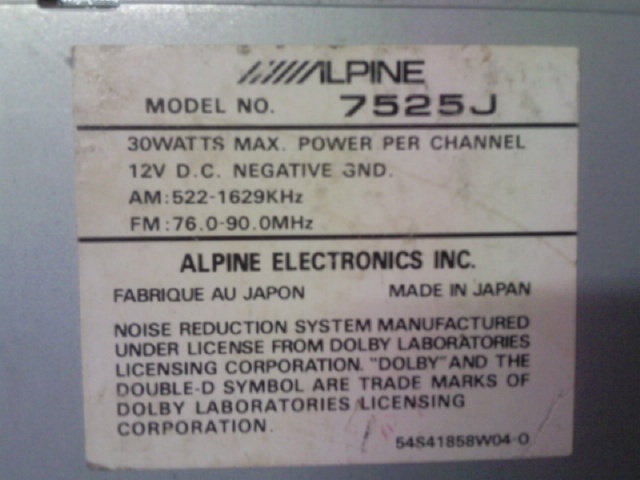 ALPINE
MODEL NO. 7525J
30WATTS MAX. POWER PER CHANNEL
12V D.C. NEGATIVE GND.
AM:522-1629KHz
FM:76.0-90.0MHz
ALPINE ELECTRONICS INC.
FABRIQUE AU JAPON MADE IN JAPAN
NOISE REDUCTION SYSTEM MANUFACTURED
UNDER LICENSE FROM DOLBY LABORATORIES
LICENSING CORPORATION. "DOLBY" AND THE
DOUBLE-D SYMBOL ARE TRADE MARKS OF
DOLBY LABORATORIES LICENSING
CORPORATION.
54S41858W04-O